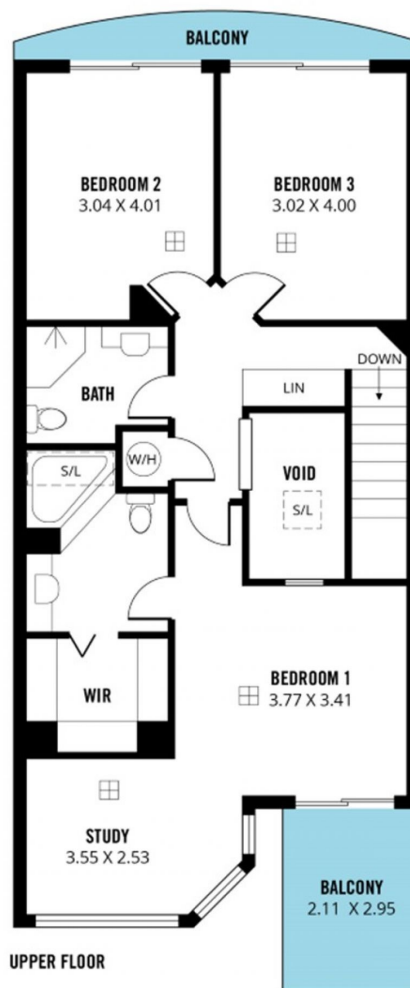 BALCONY
BEDROOM 2
3.04 X 4.01
BEDROOM 3
3.02 X 4.00
DOWN
BATH
LIN
W/H
VOID
S/L
S/L
WIR
BEDROOM 1
3.77 X 3.41
STUDY
3.55 X 2.53
BALCONY
2.11 X 2.95
UPPER FLOOR